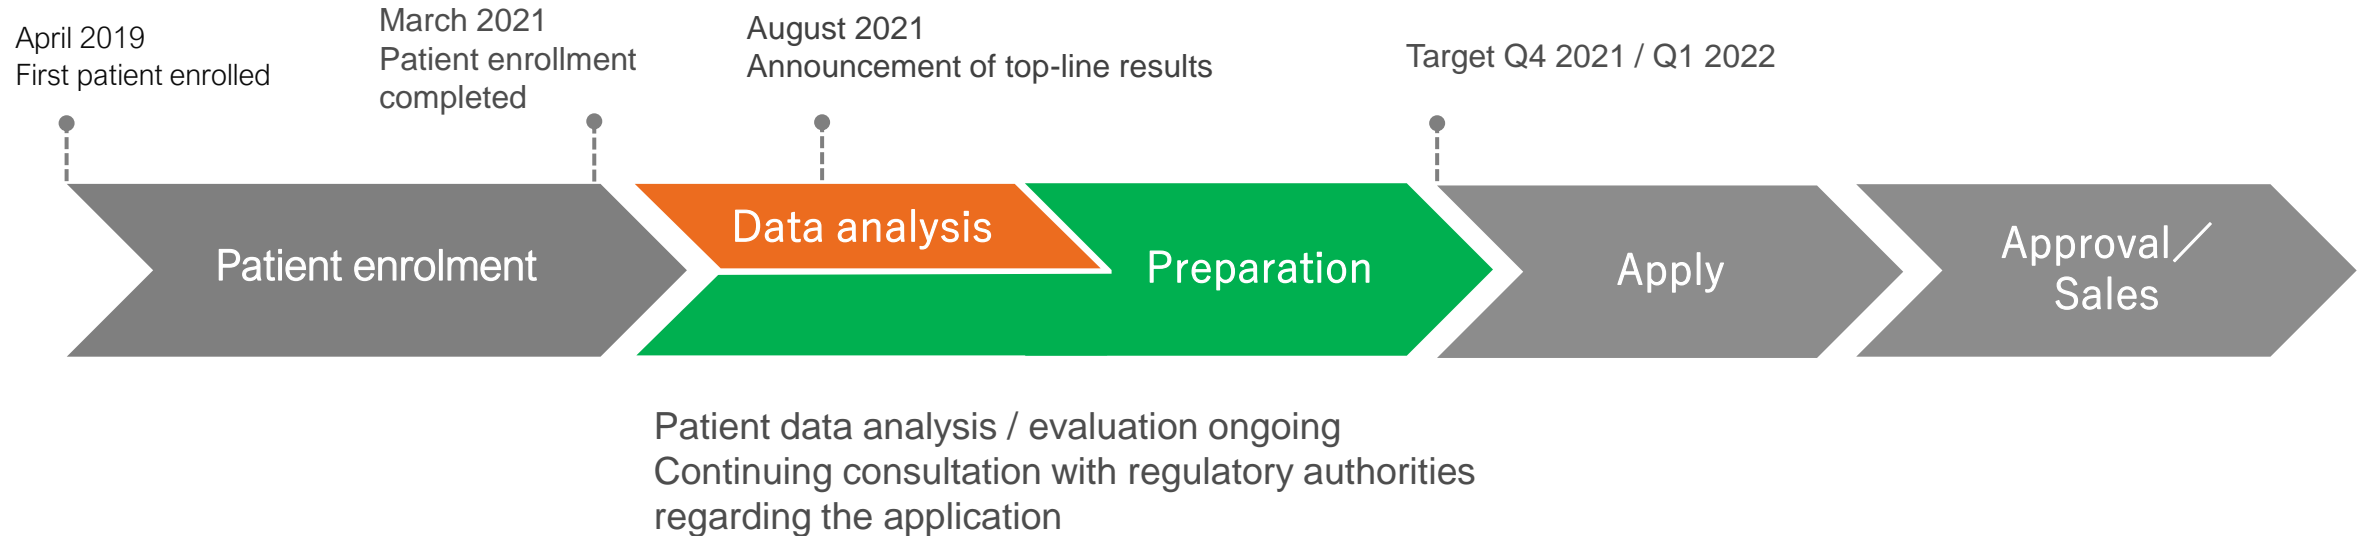 April 2019
First patient enrolled
March 2021
Patient enrollment
completed
August 2021
Announcement of top-line results
Target Q4 2021 / Q1 2022
Patient enrolment
Data analysis
Preparation
Apply
Approval／
Sales
Patient data analysis / evaluation ongoing
Continuing consultation with regulatory authorities
regarding the application